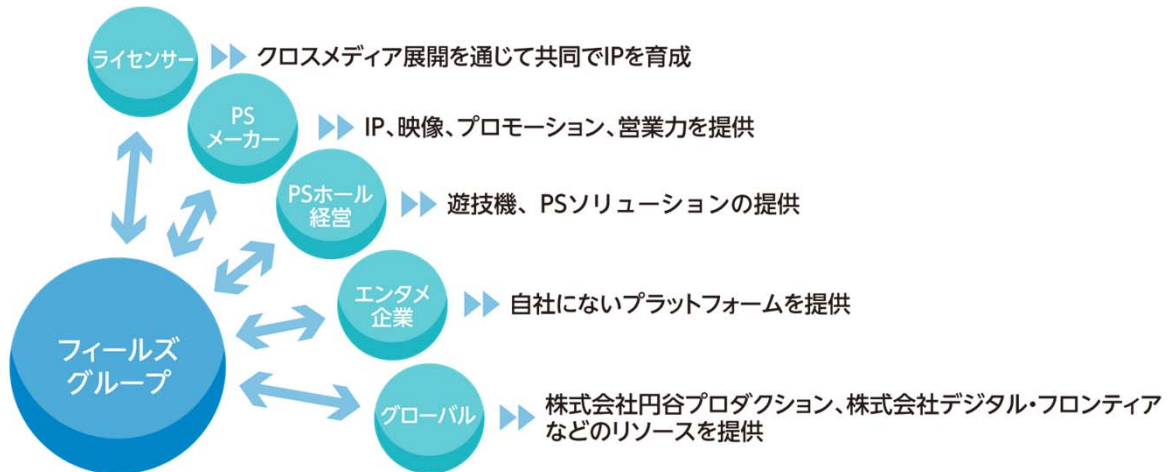 ライセンサー
クロスメディア展開を通じて共同でIPを育成
PS
メーカー
IP、映像、プロモーション、営業力を提供
PSホール
経営
遊技機、PSソリューションの提供
エンタメ
企業
自社にないプラットフォームを提供
フィールズ
グループ
グローバル
株式会社円谷プロダクション、株式会社デジタル・フロンティア
などのリソースを提供